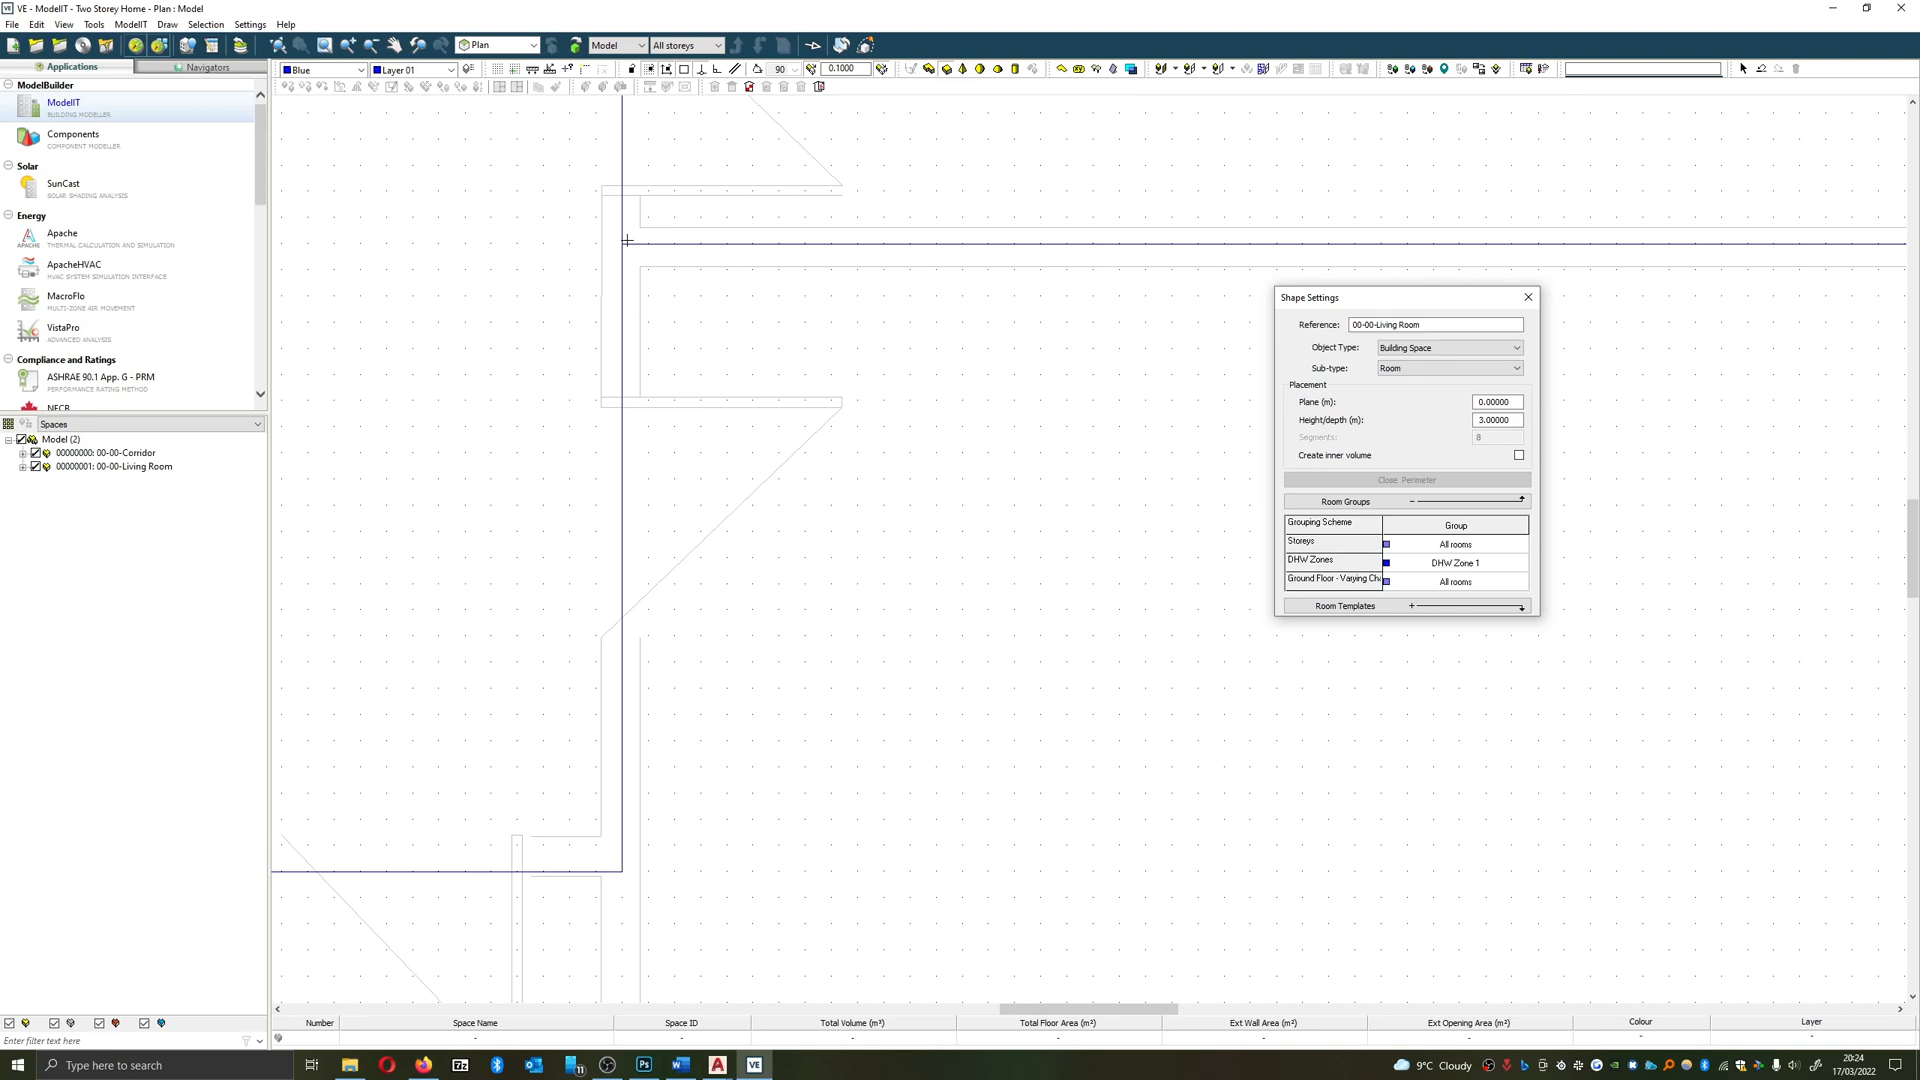 VE - ModelIT - Two Storey Home - Plan : Model
File Edit View Tools ModelIT Draw Selection Settings Help
Plan Model All storeys
Applications Navigators
Blue Layer 01 90 0.1000
ModelBuilder
ModelIT
BUILDING MODELLER
Components
COMPONENT MODELLER
Solar
SunCast
SOLAR SHADING ANALYSIS
Energy
Apache
THERMAL CALCULATION AND SIMULATION
ApacheHVAC
HVAC SYSTEM SIMULATION INTERFACE
MacroFlo
MULTI-ZONE AIR MOVEMENT
VistaPro
ADVANCED ANALYSIS
Compliance and Ratings
ASHRAE 90.1 App. G - PRM
PERFORMANCE RATING METHOD
NECB
Spaces
Model (2)
00000000: 00-00-Corridor
00000001: 00-00-Living Room
Enter filter text here
Shape Settings
Reference: 00-00-Living Room
Object Type: Building Space
Sub-type: Room
Placement
Plane (m): 0.00000
Height/depth (m): 3.00000
Segments: 8
Create inner volume
Close Perimeter
Room Groups
Grouping Scheme Group
Storeys All rooms
DHW Zones DHW Zone 1
Ground Floor - Varying Ch All rooms
Room Templates
Number Space Name Space ID Total Volume (m³) Total Floor Area (m²) Ext Wall Area (m²) Ext Opening Area (m²) Colour Layer
- - - - - - - -
Type here to search
9°C Cloudy
20:24
17/03/2022